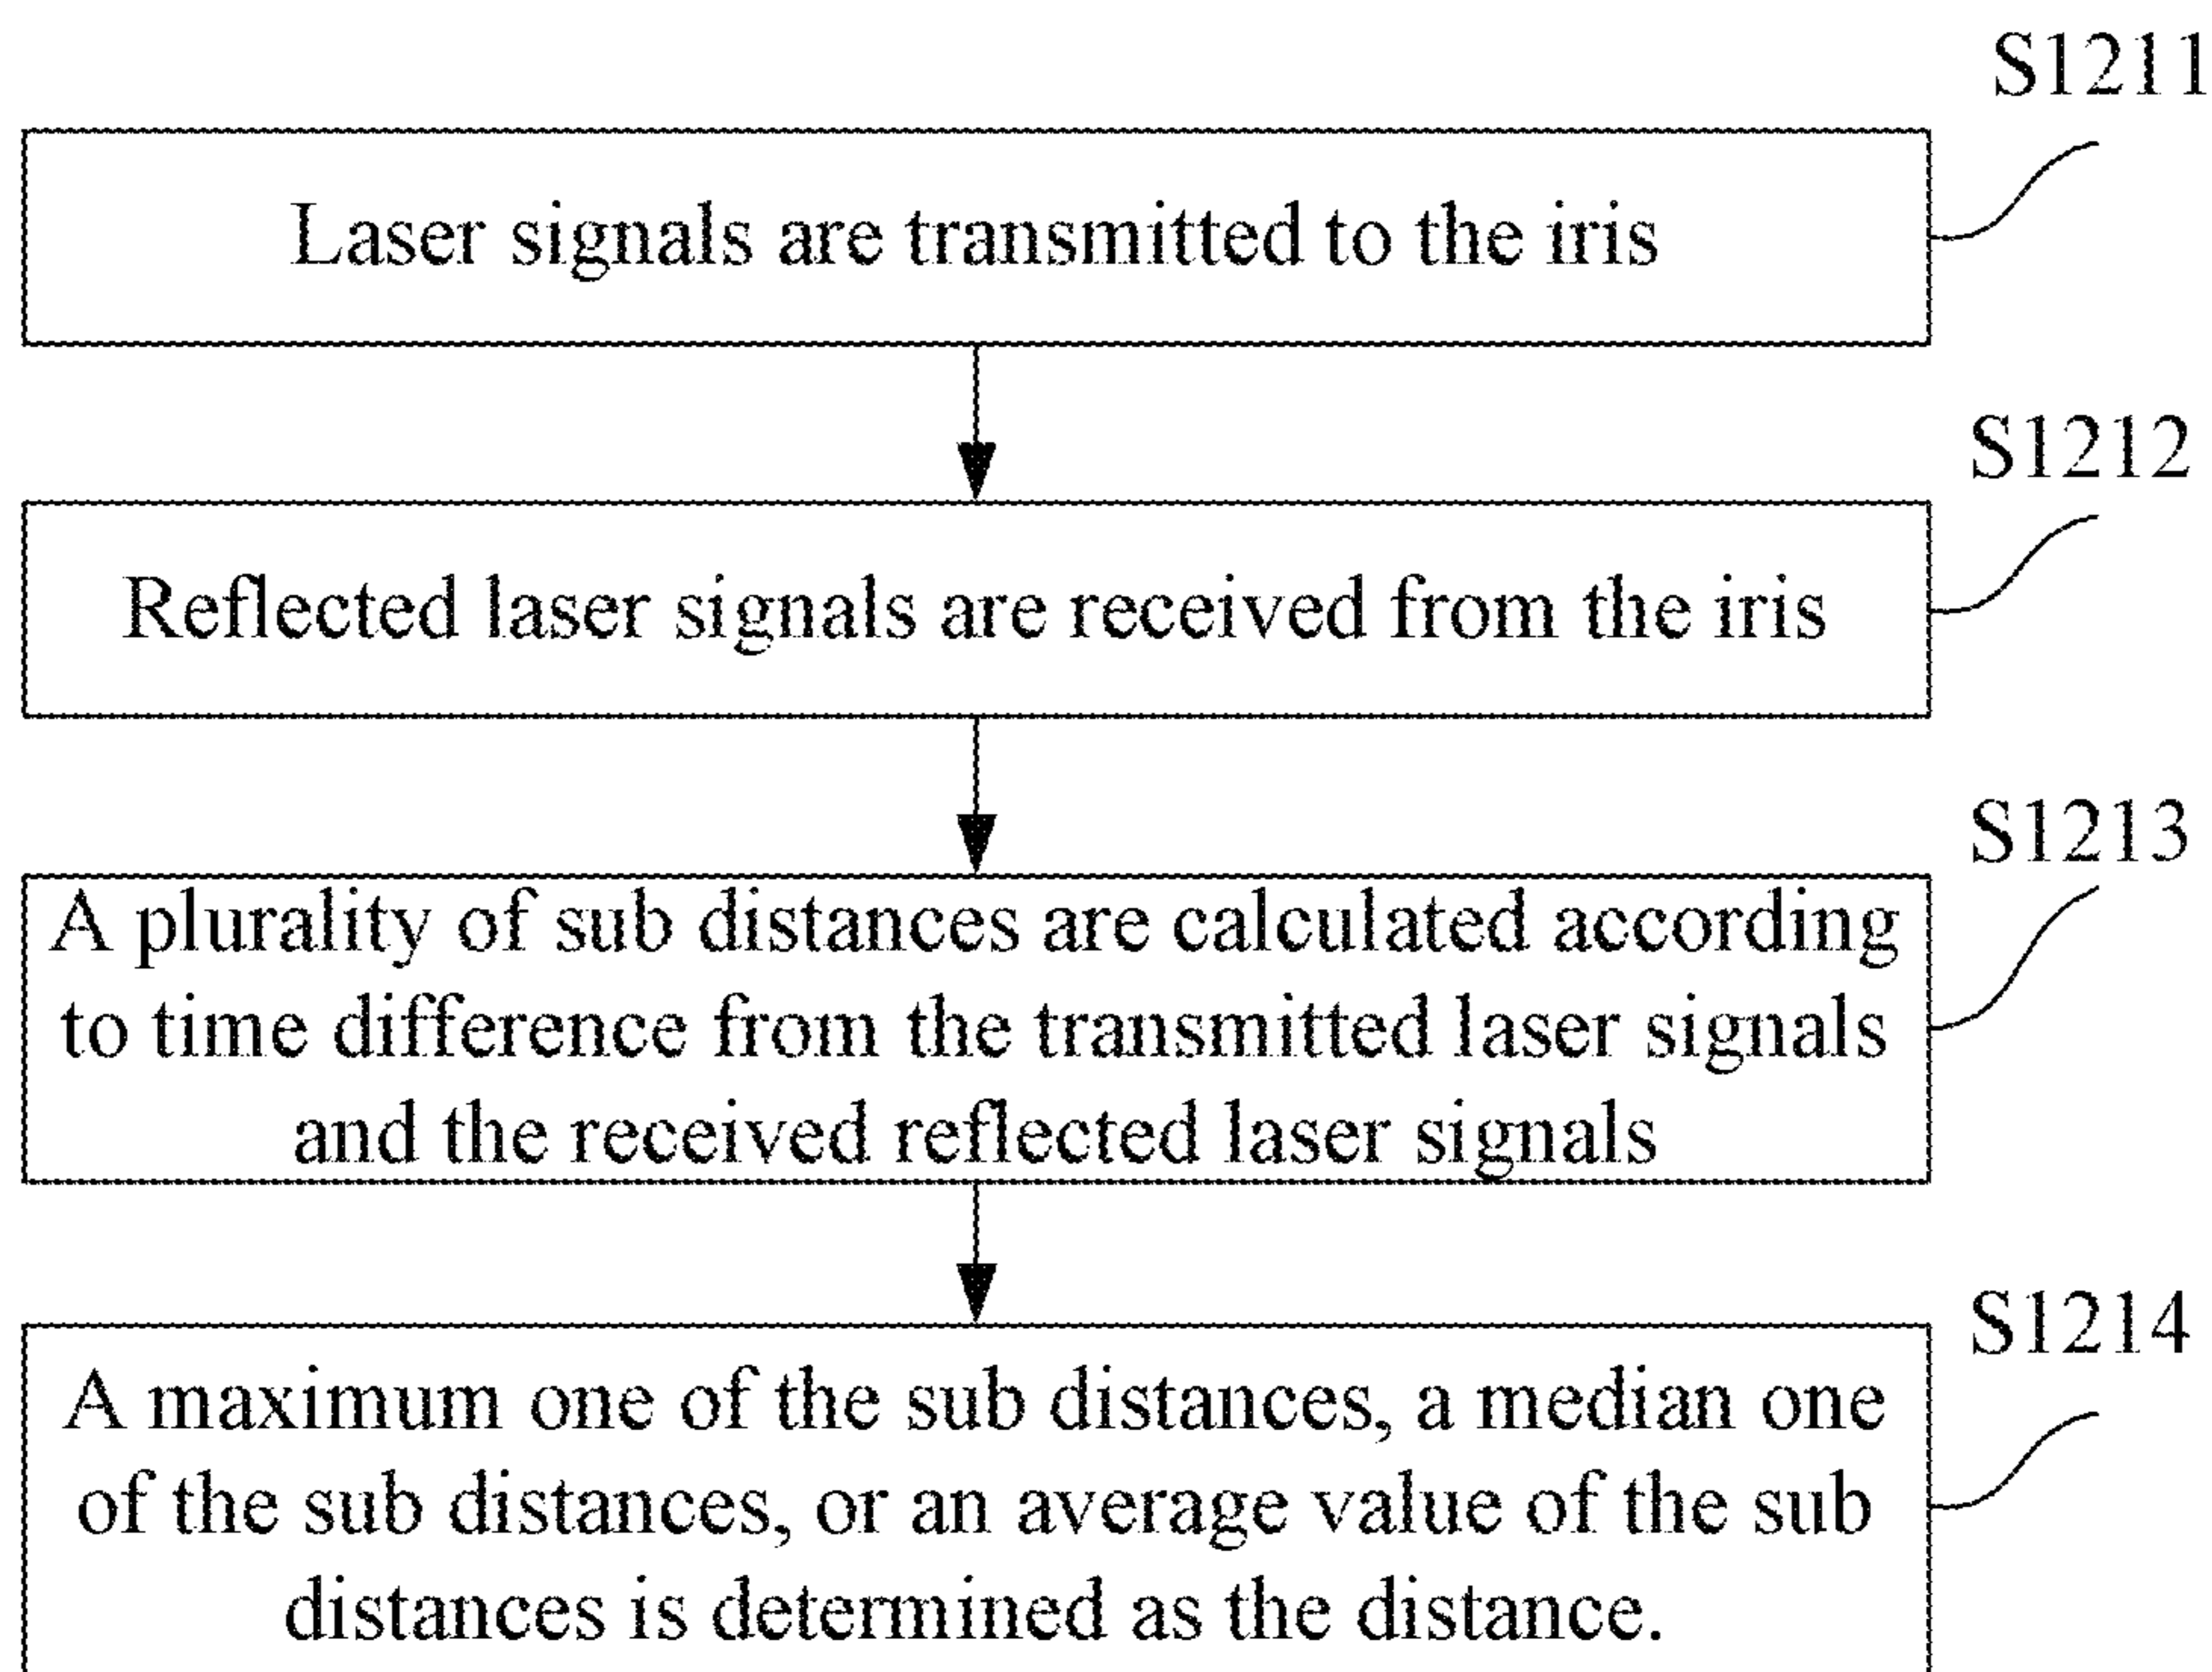 S1211
Laser signals are transmitted to the iris
S1212
Reflected laser signals are received from the iris
S1213
A plurality of sub distances are calculated according
to time difference from the transmitted laser signals
and the received reflected laser signals
S1214
A maximum one of the sub distances, a median one
of the sub distances, or an average value of the sub
distances is determined as the distance.